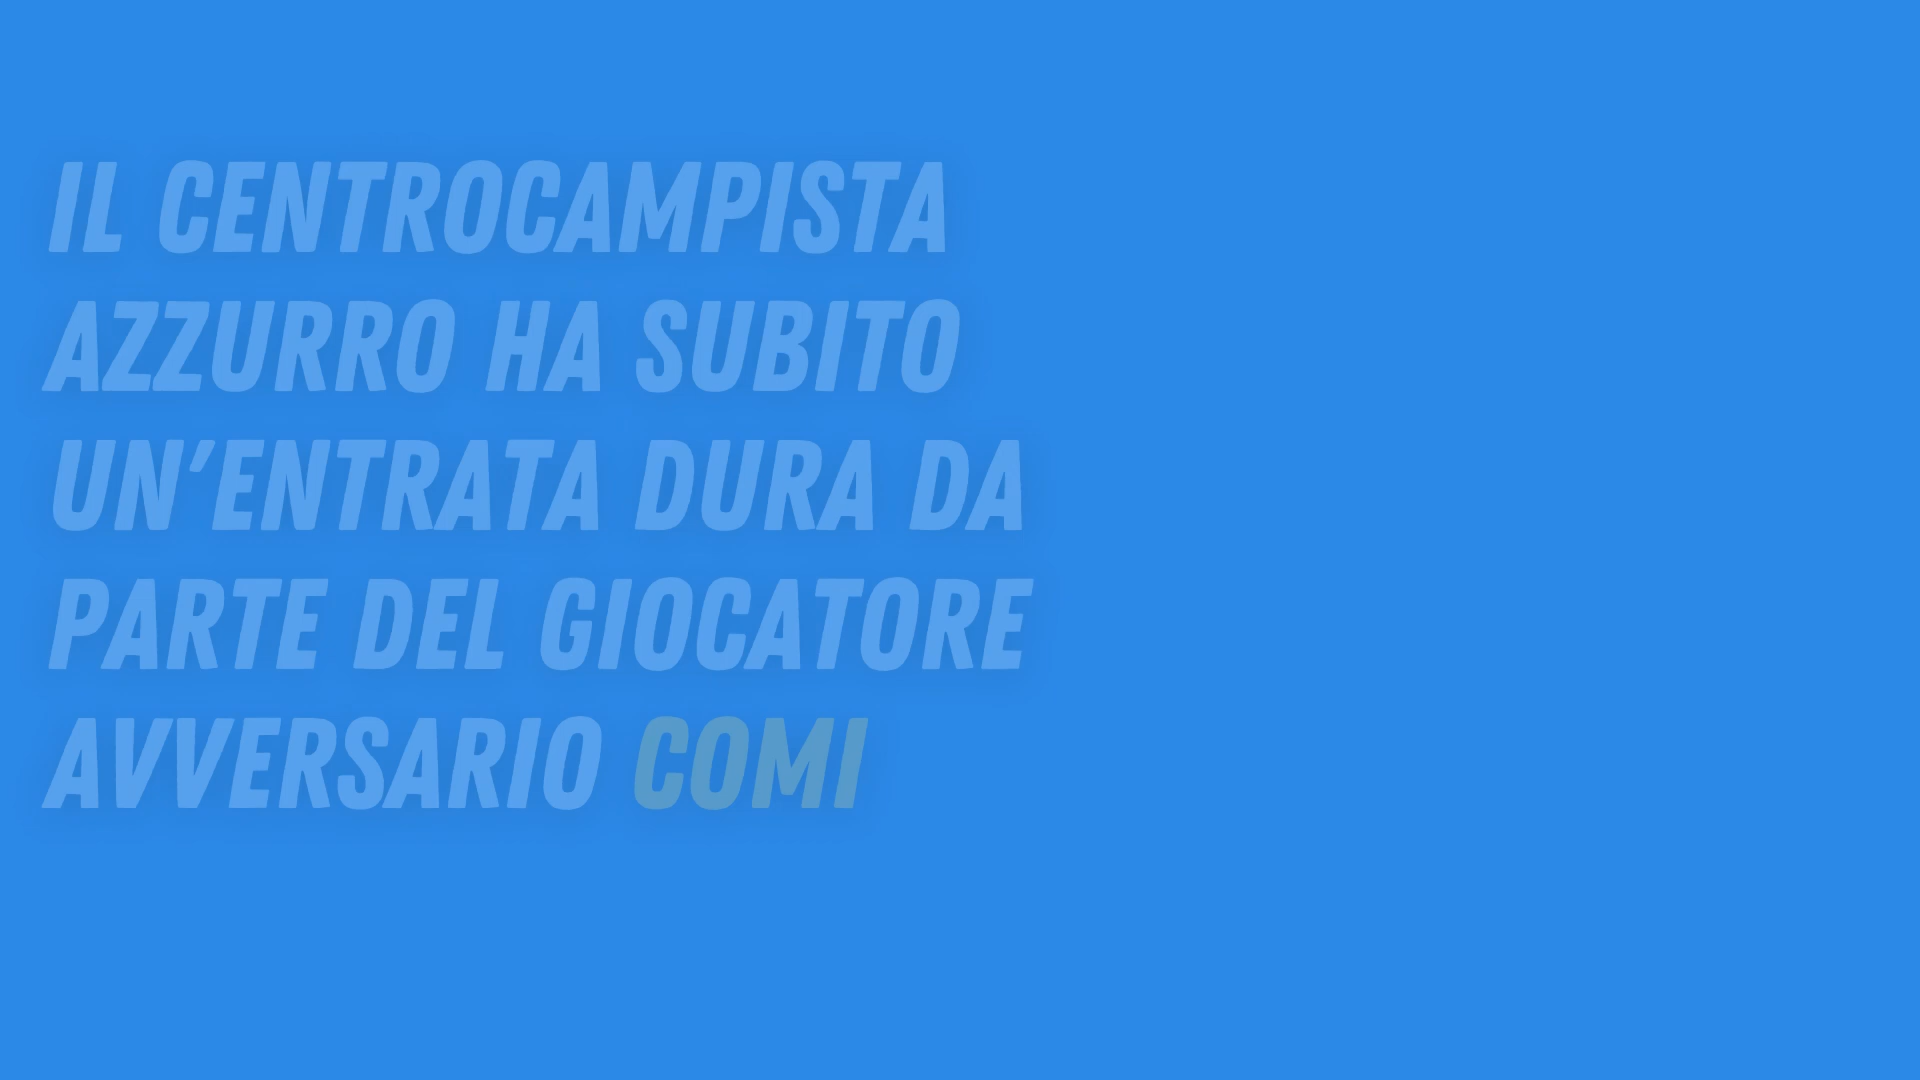 IL CENTROCAMPISTA
AZZURRO HA SUBITO
UN'ENTRATA DURA DA
PARTE DEL GIOCATORE
AVVERSARIO COMI